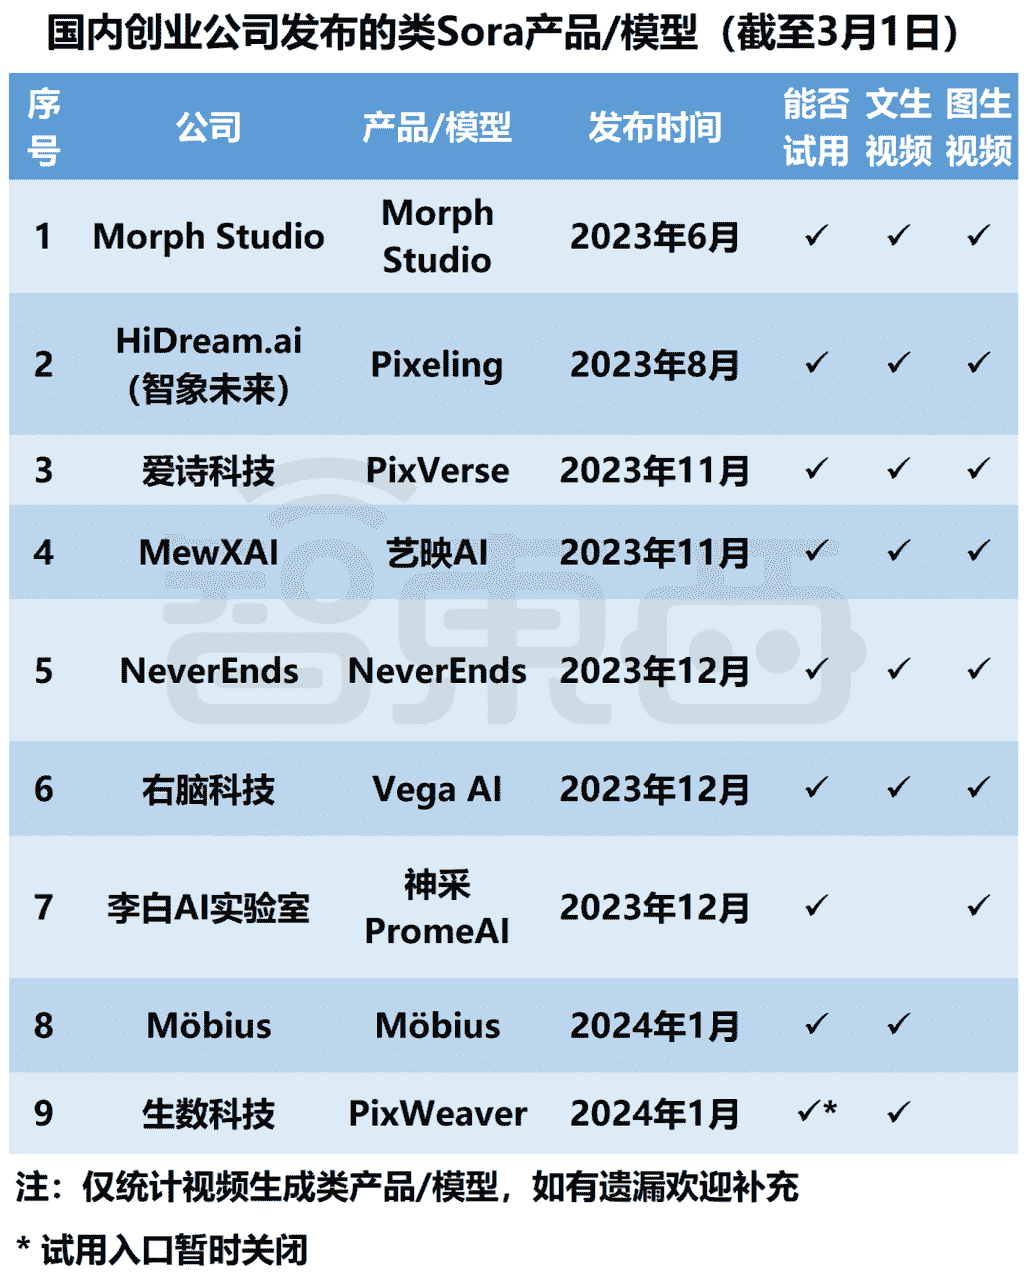 国内创业公司发布的类Sora产品/模型（截至3月1日）
序号 公司 产品/模型 发布时间 能否试用 文生视频 图生视频
1 Morph Studio Morph Studio 2023年6月 ✓ ✓ ✓
2 HiDream.ai（智象未来） Pixeling 2023年8月 ✓ ✓ ✓
3 爱诗科技 PixVerse 2023年11月 ✓ ✓ ✓
4 MewXAI 艺映AI 2023年11月 ✓ ✓ ✓
5 NeverEnds NeverEnds 2023年12月 ✓ ✓ ✓
6 右脑科技 Vega AI 2023年12月 ✓ ✓ ✓
7 李白AI实验室 神采PromeAI 2023年12月 ✓ ✓
8 Möbius Möbius 2024年1月 ✓ ✓
9 生数科技 PixWeaver 2024年1月 ✓* ✓
注：仅统计视频生成类产品/模型，如有遗漏欢迎补充
* 试用入口暂时关闭
智東西